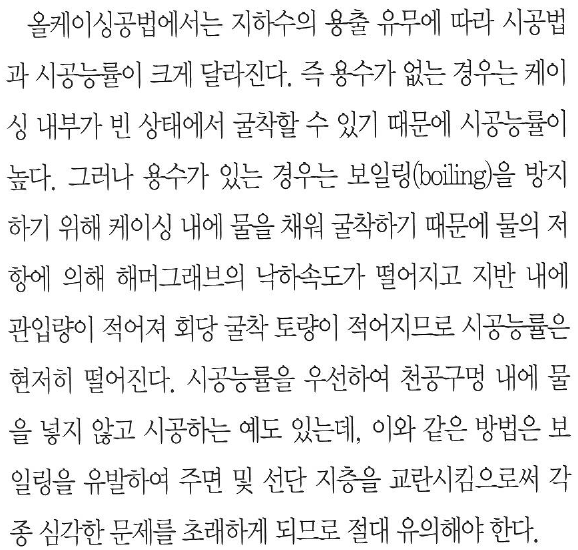 올케이싱공법에서는 지하수의 용출 유무에 따라 시공법
과 시공능률이 크게 달라진다. 즉 용수가 없는 경우는 케이
싱 내부가 빈 상태에서 굴착할 수 있기 때문에 시공능률이
높다. 그러나 용수가 있는 경우는 보일링(boiling)을 방지
하기 위해 케이싱 내에 물을 채워 굴착하기 때문에 물의 저
항에 의해 해머그래브의 낙하속도가 떨어지고 지반 내에
관입량이 적어져 회당 굴착 토량이 적어지므로 시공능률은
현저히 떨어진다. 시공능률을 우선하여 천공구멍 내에 물
을 넣지 않고 시공하는 예도 있는데, 이와 같은 방법은 보
일링을 유발하여 주면 및 선단 지층을 교란시킴으로써 각
종 심각한 문제를 초래하게 되므로 절대 유의해야 한다.